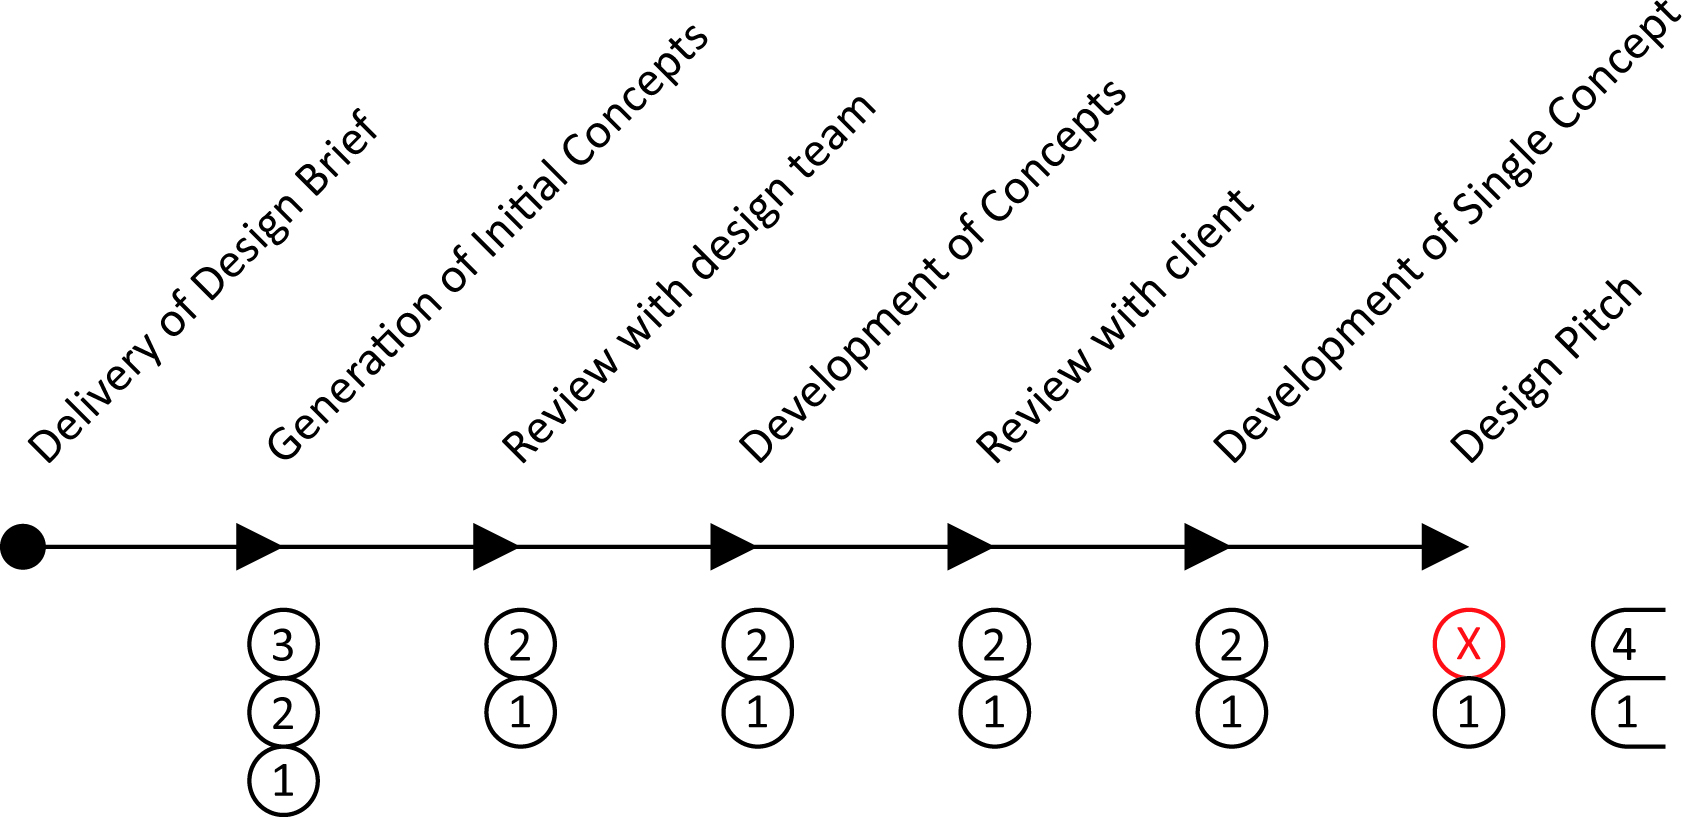 Delivery of Design Brief
Generation of Initial Concepts
Review with design team
Development of Concepts
Review with client
Development of Single Concept
Design Pitch
3 2 2 2 2 X 4
2 1 1 1 1 1 1
1